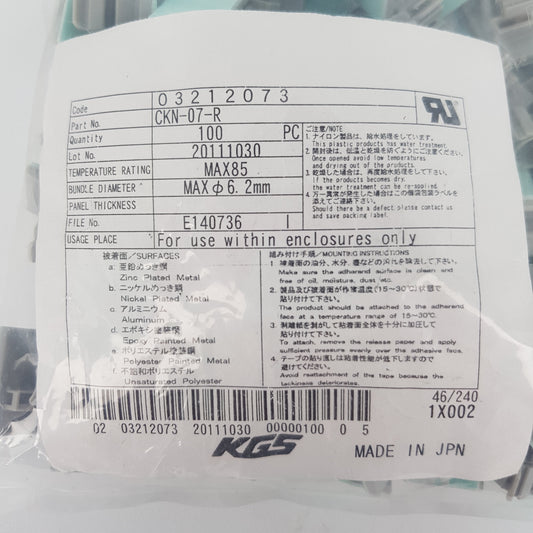 Code 03212073
Part No. CKN-07-R
Quantity 100 PC
Lot No. 20111030
TEMPERATURE RATING MAX85
BUNDLE DIAMETER MAXφ6.2mm
PANEL THICKNESS
FILE No. E140736 I
USAGE PLACE For use within enclosures only
ご注意/NOTE
1. ナイロン製品は、給水処理をしています。
This plastic products has water treatment.
2. 開封後は、低温と乾燥を防ぐようにご注意下さい。
Once opened avoid low temperatures
and drying out.
3. 乾燥した場合は、再度給水処理して下さい。
If the products becomes dry.
the water treatment can be re-applied.
4. 万一異常が発生した場合はこの個装包装ラベルを
添えてご連絡下さい。
Should there be a defect, please contact us
and save packing label.
被着面/SURFACES
a: 亜鉛めっき鋼
Zinc Plated Metal
b: ニッケルめっき鋼
Nickel Plated Metal
c: アルミニウム
Aluminum
d: エポキシ塗装鋼
Epoxy Painted Metal
e: ポリエステル塗装鋼
Polyester Painted Metal
f: 不飽和ポリエステル
Unsaturated Polyester
組み付け手順/MOUNTING INSTRUCTIONS
1. 被着面の油分、水分、塵などの汚れを除去して下さい。
Make sure the adherend surface is clean and
free of oil, moisture, dust etc.
2. 製品及び被着面が作業温度(15~30℃)状態で
貼り付けて下さい。
The product should be attached to the adherend
face at a temperature range of 15~30℃.
3. 剥離紙を剥がして粘着面全体を十分に加圧して
貼り付けて下さい。
To attach, remove the release paper and apply
sufficient pressure evenly over the adhesive face.
4. テープの貼り直しは粘着性能が低下しますので
避けてください。
Avoid reattachment of the tape because the
tackiness deteriorates.
46/240
1X002
02 03212073 20111030 00000100 0 5
KGS MADE IN JPN